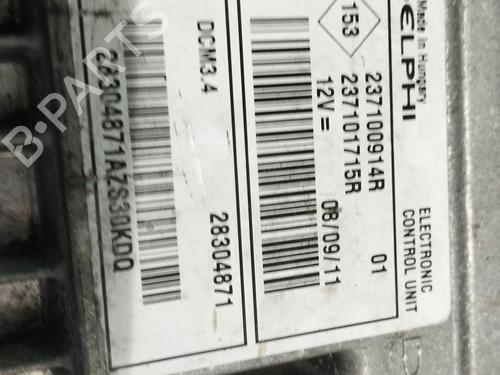 Made in Hungary
DELPHI
ELECTRONIC
CONTROL UNIT
153
237100914R 01
237101715R
12V= 08/09/11
DCM3.4 28304871
28304871AZS30KDQ
B-PARTS